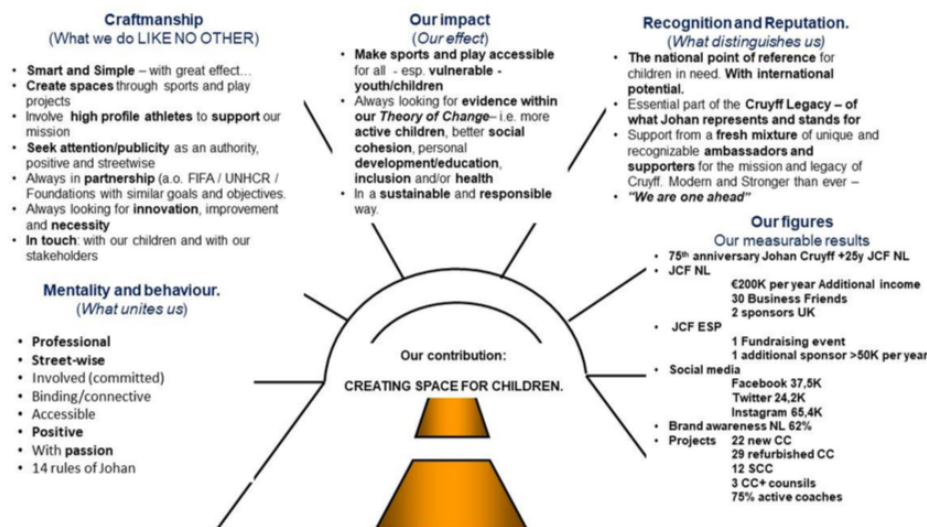 Craftmanship
(What we do LIKE NO OTHER)
• Smart and Simple – with great effect…
• Create spaces through sports and play
projects
• Involve high profile athletes to support our
mission
• Seek attention/publicity as an authority,
positive and streetwise
• Always in partnership (a.o. FIFA / UNHCR /
Foundations with similar goals and objectives.
• Always looking for innovation, improvement
and necessity
• In touch: with our children and with our
stakeholders
Our impact
(Our effect)
• Make sports and play accessible
for all - esp. vulnerable -
youth/children
• Always looking for evidence within
our Theory of Change– i.e. more
active children, better social
cohesion, personal
development/education,
inclusion and/or health
• In a sustainable and responsible
way.
Recognition and Reputation.
(What distinguishes us)
• The national point of reference for
children in need. With international
potential.
• Essential part of the Cruyff Legacy – of
what Johan represents and stands for
• Support from a fresh mixture of unique and
recognizable ambassadors and
supporters for the mission and legacy of
Cruyff. Modern and Stronger than ever –
• "We are one ahead"
Mentality and behaviour.
(What unites us)
• Professional
• Street-wise
• Involved (committed)
• Binding/connective
• Accessible
• Positive
• With passion
• 14 rules of Johan
Our contribution:
CREATING SPACE FOR CHILDREN.
Our figures
Our measurable results
• 75th anniversary Johan Cruyff +25y JCF NL
• JCF NL
€200K per year Additional income
30 Business Friends
2 sponsors UK
• JCF ESP
1 Fundraising event
1 additional sponsor >50K per year
• Social media
Facebook 37,5K
Twitter 24,2K
Instagram 65,4K
• Brand awareness NL 62%
• Projects 22 new CC
29 refurbished CC
12 SCC
3 CC+ counsils
75% active coaches